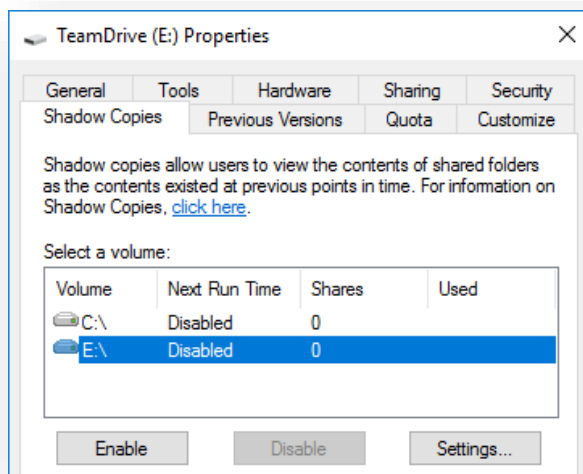 TeamDrive (E:) Properties
General Tools Hardware Sharing Security
Shadow Copies Previous Versions Quota Customize
Shadow copies allow users to view the contents of shared folders
as the contents existed at previous points in time. For information on
Shadow Copies, click here.
Select a volume:
Volume Next Run Time Shares Used
C:\ Disabled 0
E:\ Disabled 0
Enable Disable Settings...